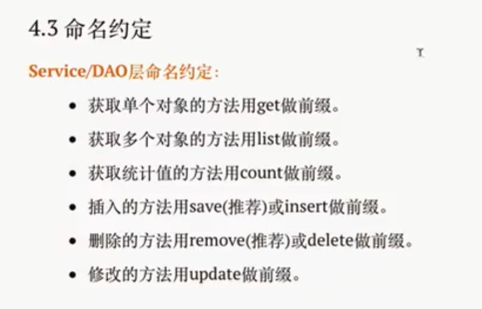 4.3 命名约定
Service/DAO层命名约定：
• 获取单个对象的方法用get做前缀。
• 获取多个对象的方法用list做前缀。
• 获取统计值的方法用count做前缀。
• 插入的方法用save(推荐)或insert做前缀。
• 删除的方法用remove(推荐)或delete做前缀。
• 修改的方法用update做前缀。